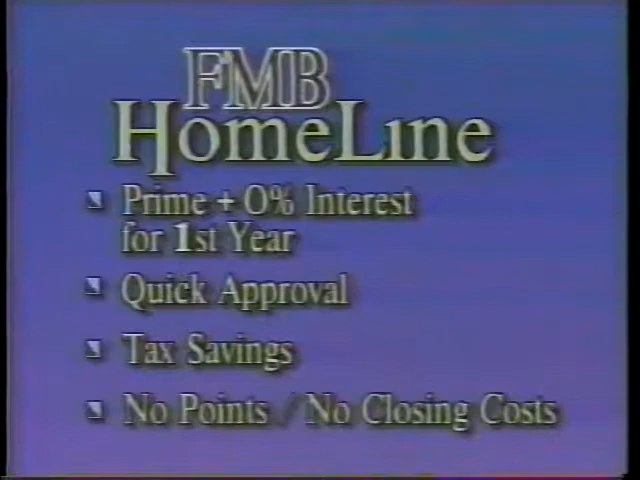 FMB
HomeLine
Prime + 0% Interest
for 1st Year
Quick Approval
Tax Savings
No Points / No Closing Costs